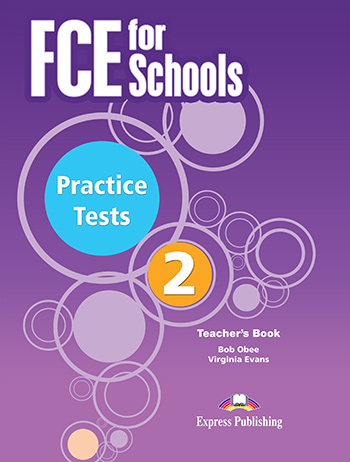 FCE for
Schools
Practice
Tests
2
Teacher's Book
Bob Obee
Virginia Evans
Express Publishing